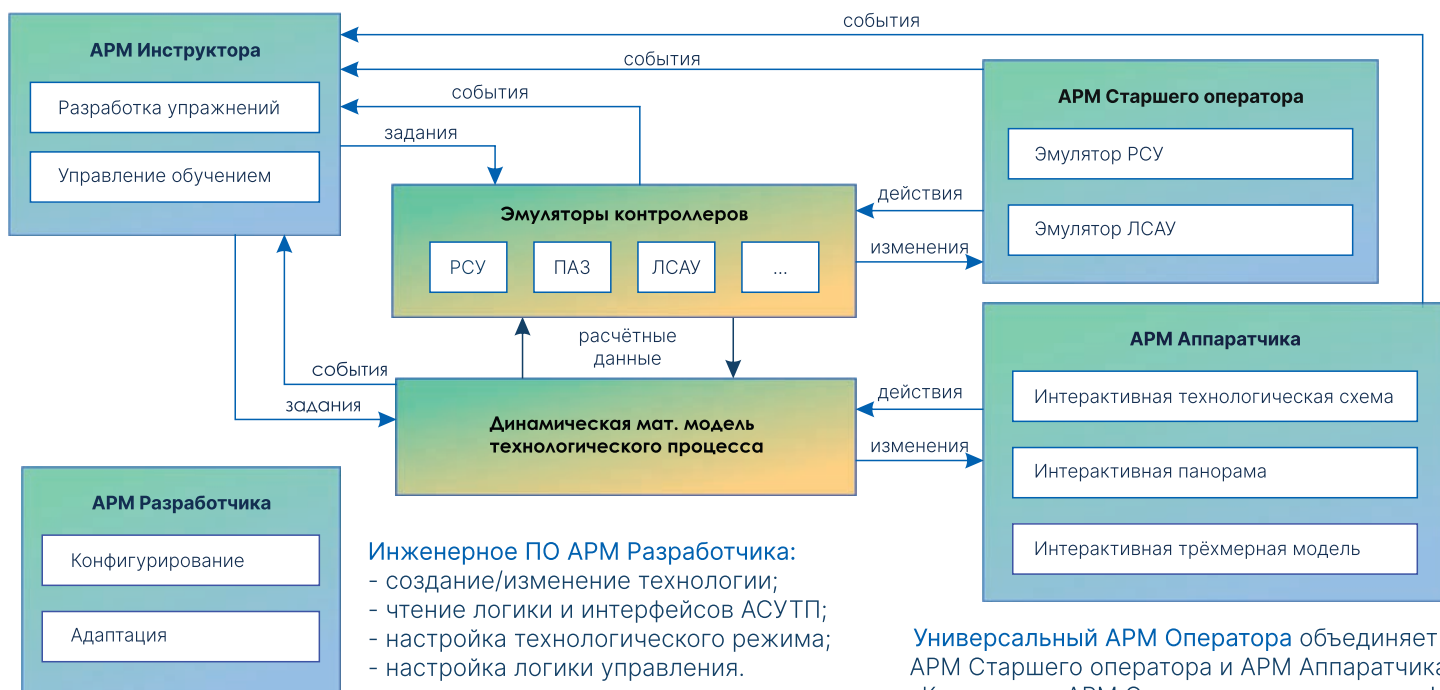 события
АРМ Инструктора
события
Разработка упражнений
события
АРМ Старшего оператора
задания
Эмулятор РСУ
Управление обучением
действия
Эмуляторы контроллеров
Эмулятор ЛСАУ
изменения
РСУ
ПАЗ
ЛСАУ
...
расчётные
данные
АРМ Аппаратчика
события
действия
Интерактивная технологическая схема
задания
Динамическая мат. модель
технологического процесса
изменения
Интерактивная панорама
АРМ Разработчика
Интерактивная трёхмерная модель
Конфигурирование
Адаптация
Инженерное ПО АРМ Разработчика:
- создание/изменение технологии;
- чтение логики и интерфейсов АСУТП;
- настройка технологического режима;
- настройка логики управления.
Универсальный АРМ Оператора объединяет
АРМ Старшего оператора и АРМ Аппаратчика